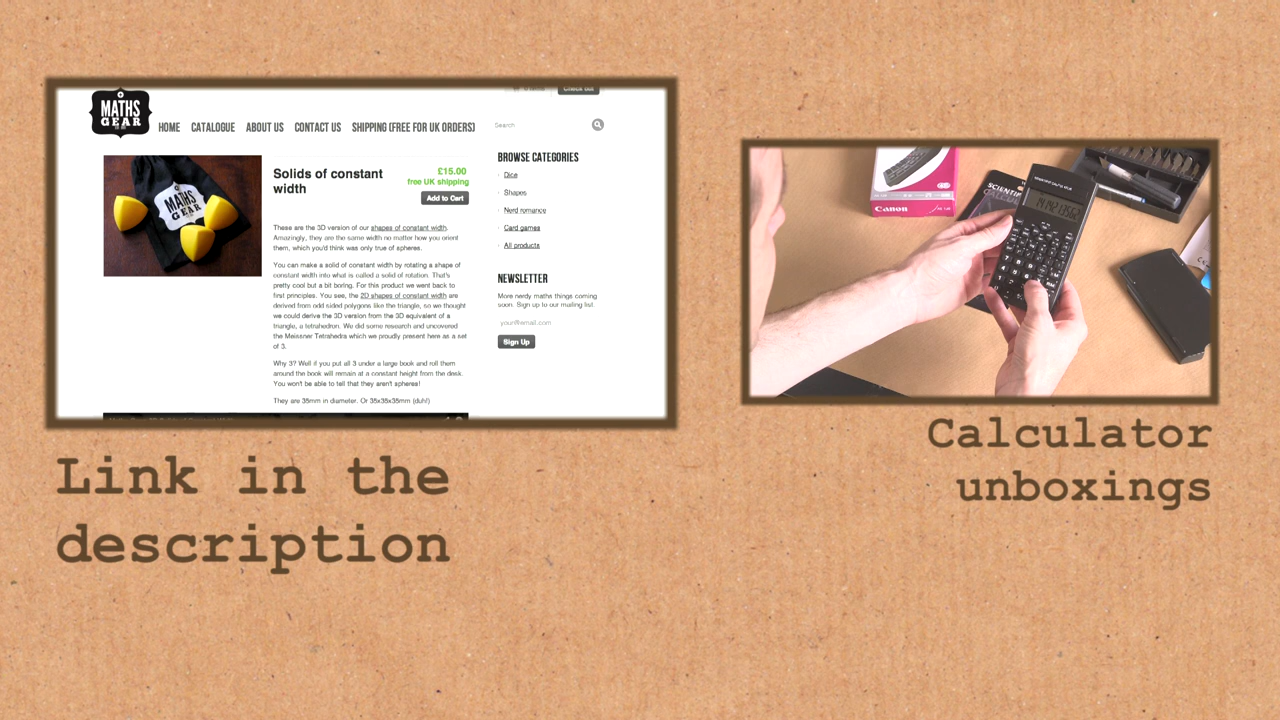 MATHS
GEAR
HOME CATALOGUE ABOUT US CONTACT US SHIPPING (FREE FOR UK ORDERS)
Check out
Search
Solids of constant
width
£15.00
free UK shipping
Add to Cart
These are the 3D version of our shapes of constant width.
Amazingly, they are the same width no matter how you orient
them, which you'd think was only true of spheres.
You can make a solid of constant width by rotating a shape of
constant width into what is called a solid of rotation. That's
pretty cool but a bit boring. For this product we went back to
first principles. You see, the 2D shapes of constant width are
derived from odd sided polygons like the triangle, so we thought
we could derive the 3D version from the 3D equivalent of a
triangle, a tetrahedron. We did some research and uncovered
the Meissner Tetrahedra which we proudly present here as a set
of 3.
Why 3? Well if you put all 3 under a large book and roll them
around the book will remain at a constant height from the desk.
You won't be able to tell that they aren't spheres!
They are 38mm in diameter. Or 38x38x38mm (duh!)
BROWSE CATEGORIES
Dice
Shapes
Nerd romance
Card games
All products
NEWSLETTER
More nerdy maths things coming
soon. Sign up to our mailing list
your@email.com
Sign Up
MATHS
GEAR
Canon
SCIENTIFIC
Link in the
description
Calculator
unboxings